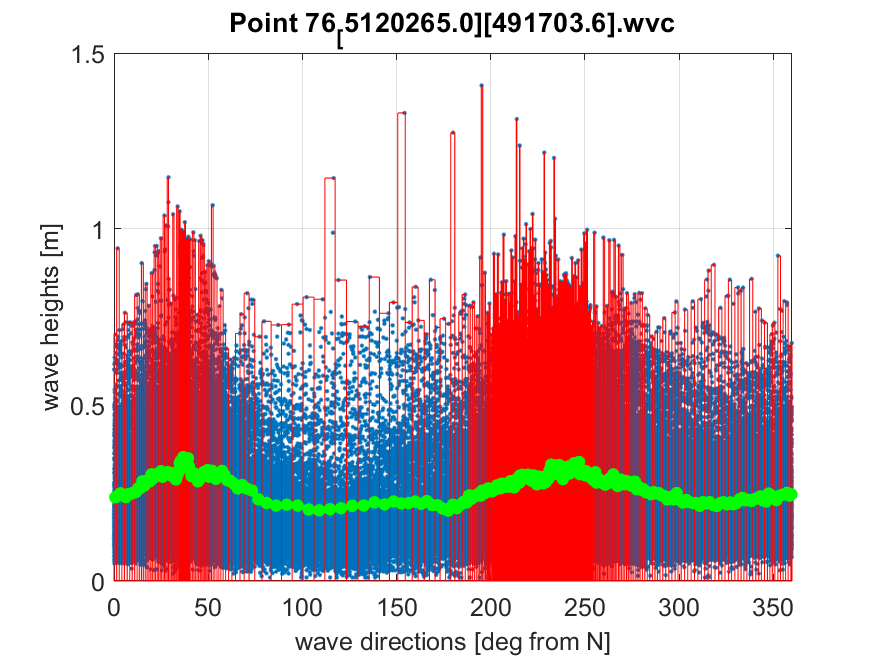 Point 76[5120265.0][491703.6].wvc
1.5
1
0.5
0
0 50 100 150 200 250 300 350
wave heights [m]
wave directions [deg from N]